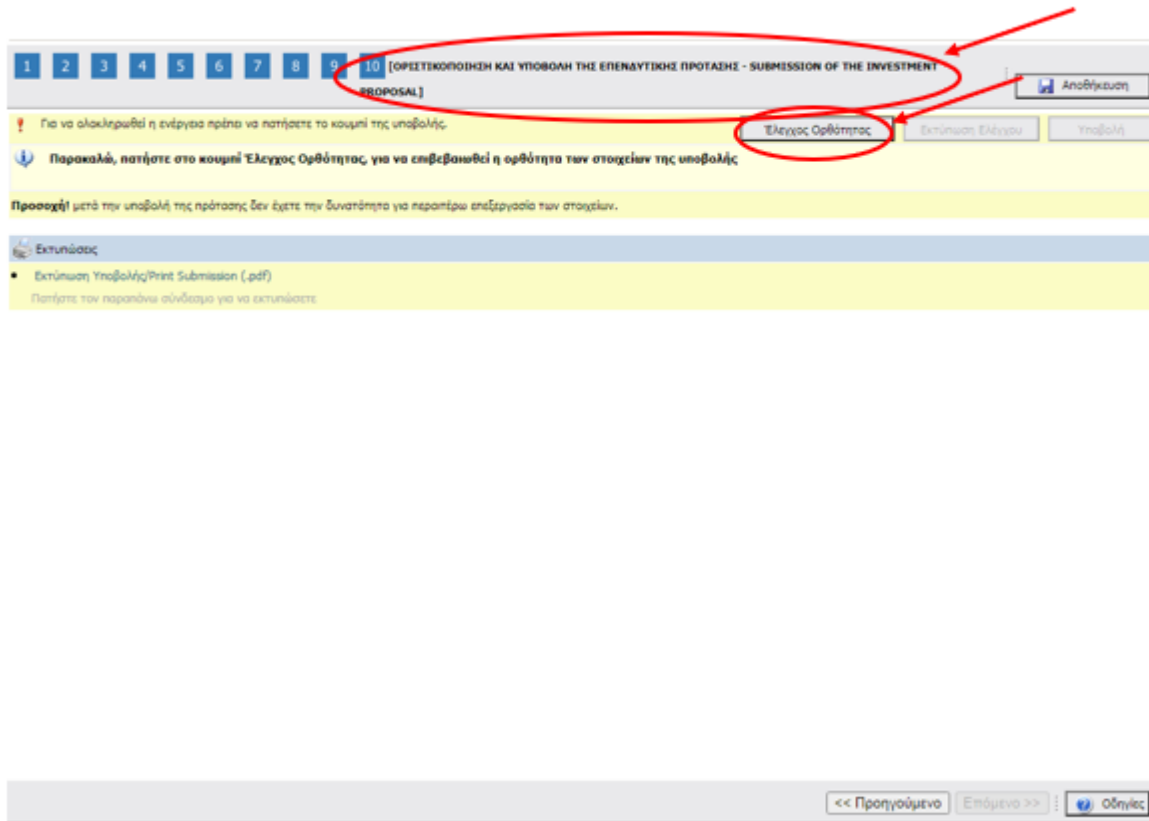 1 2 3 4 5 6 7 8 9 10 [ΟΡΙΣΤΙΚΟΠΟΙΗΣΗ ΚΑΙ ΥΠΟΒΟΛΗ ΤΗΣ ΕΠΕΝΔΥΤΙΚΗΣ ΠΡΟΤΑΣΗΣ - SUBMISSION OF THE INVESTMENT
PROPOSAL]
Αποθήκευση
Για να ολοκληρωθεί η ενέργεια πρέπει να πατήσετε το κουμπί της υποβολής.
Έλεγχος Ορθότητας Εκτύπωση Ελέγχου Υποβολή
Παρακαλώ, πατήστε στο κουμπί Έλεγχος Ορθότητας, για να επιβεβαιωθεί η ορθότητα των στοιχείων της υποβολής
Προσοχή! μετά την υποβολή της πρότασης δεν έχετε την δυνατότητα για περαιτέρω επεξεργασία των στοιχείων.
Εκτυπώσεις
• Εκτύπωση Υποβολής/Print Submission (.pdf)
Πατήστε τον παραπάνω σύνδεσμο για να εκτυπώσετε
<< Προηγούμενο Επόμενο >> Οδηγίες